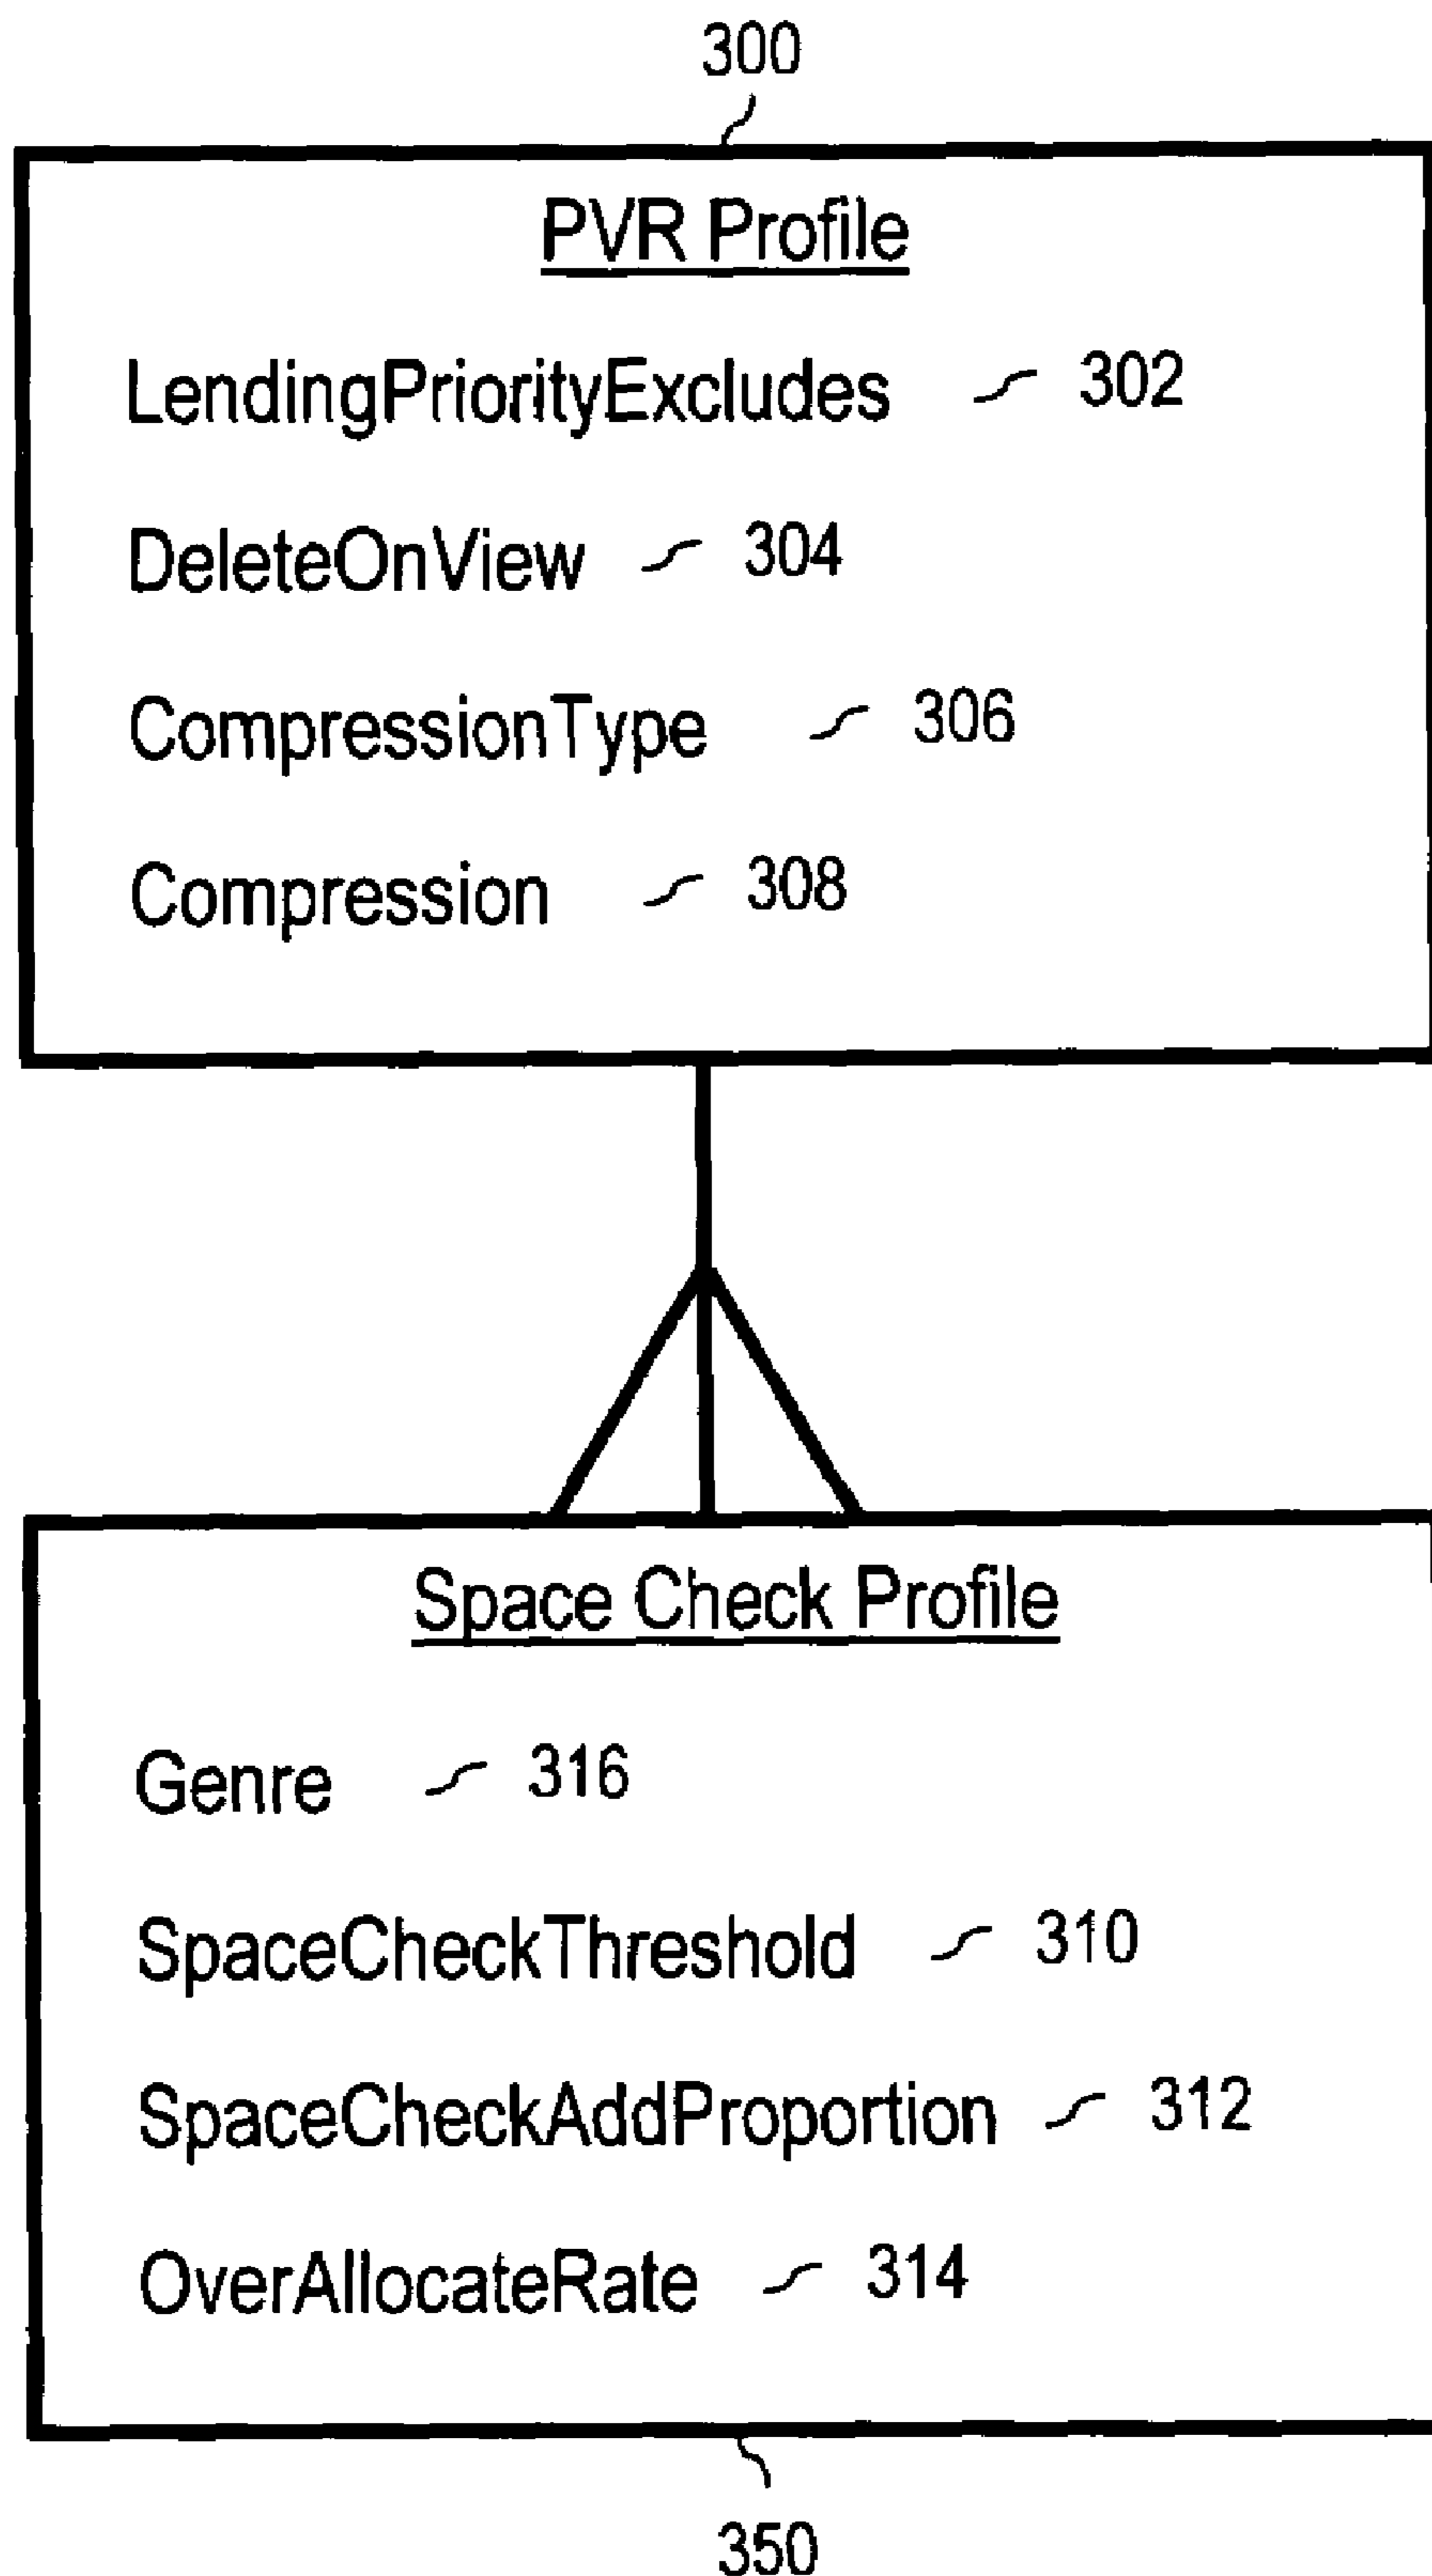 300
PVR Profile
LendingPriorityExcludes 302
DeleteOnView 304
CompressionType 306
Compression 308
Space Check Profile
Genre 316
SpaceCheckThreshold 310
SpaceCheckAddProportion 312
OverAllocateRate 314
350